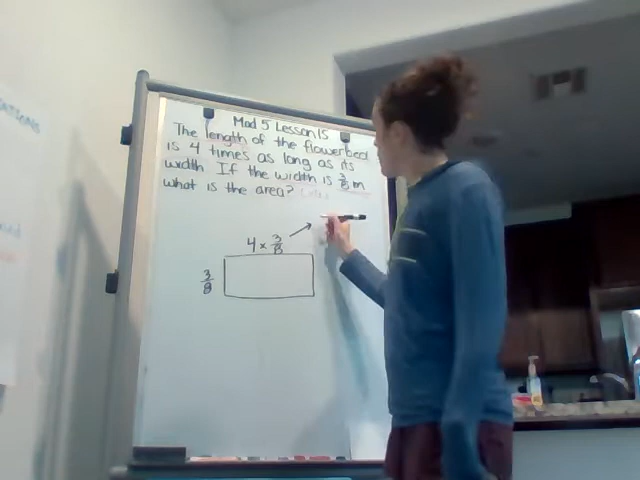 Mod 5 Lesson 15
The length of the flowerbed
is 4 times as long as its
width If the width is 3/8 m
what is the area?
4 × 3/8
3/8